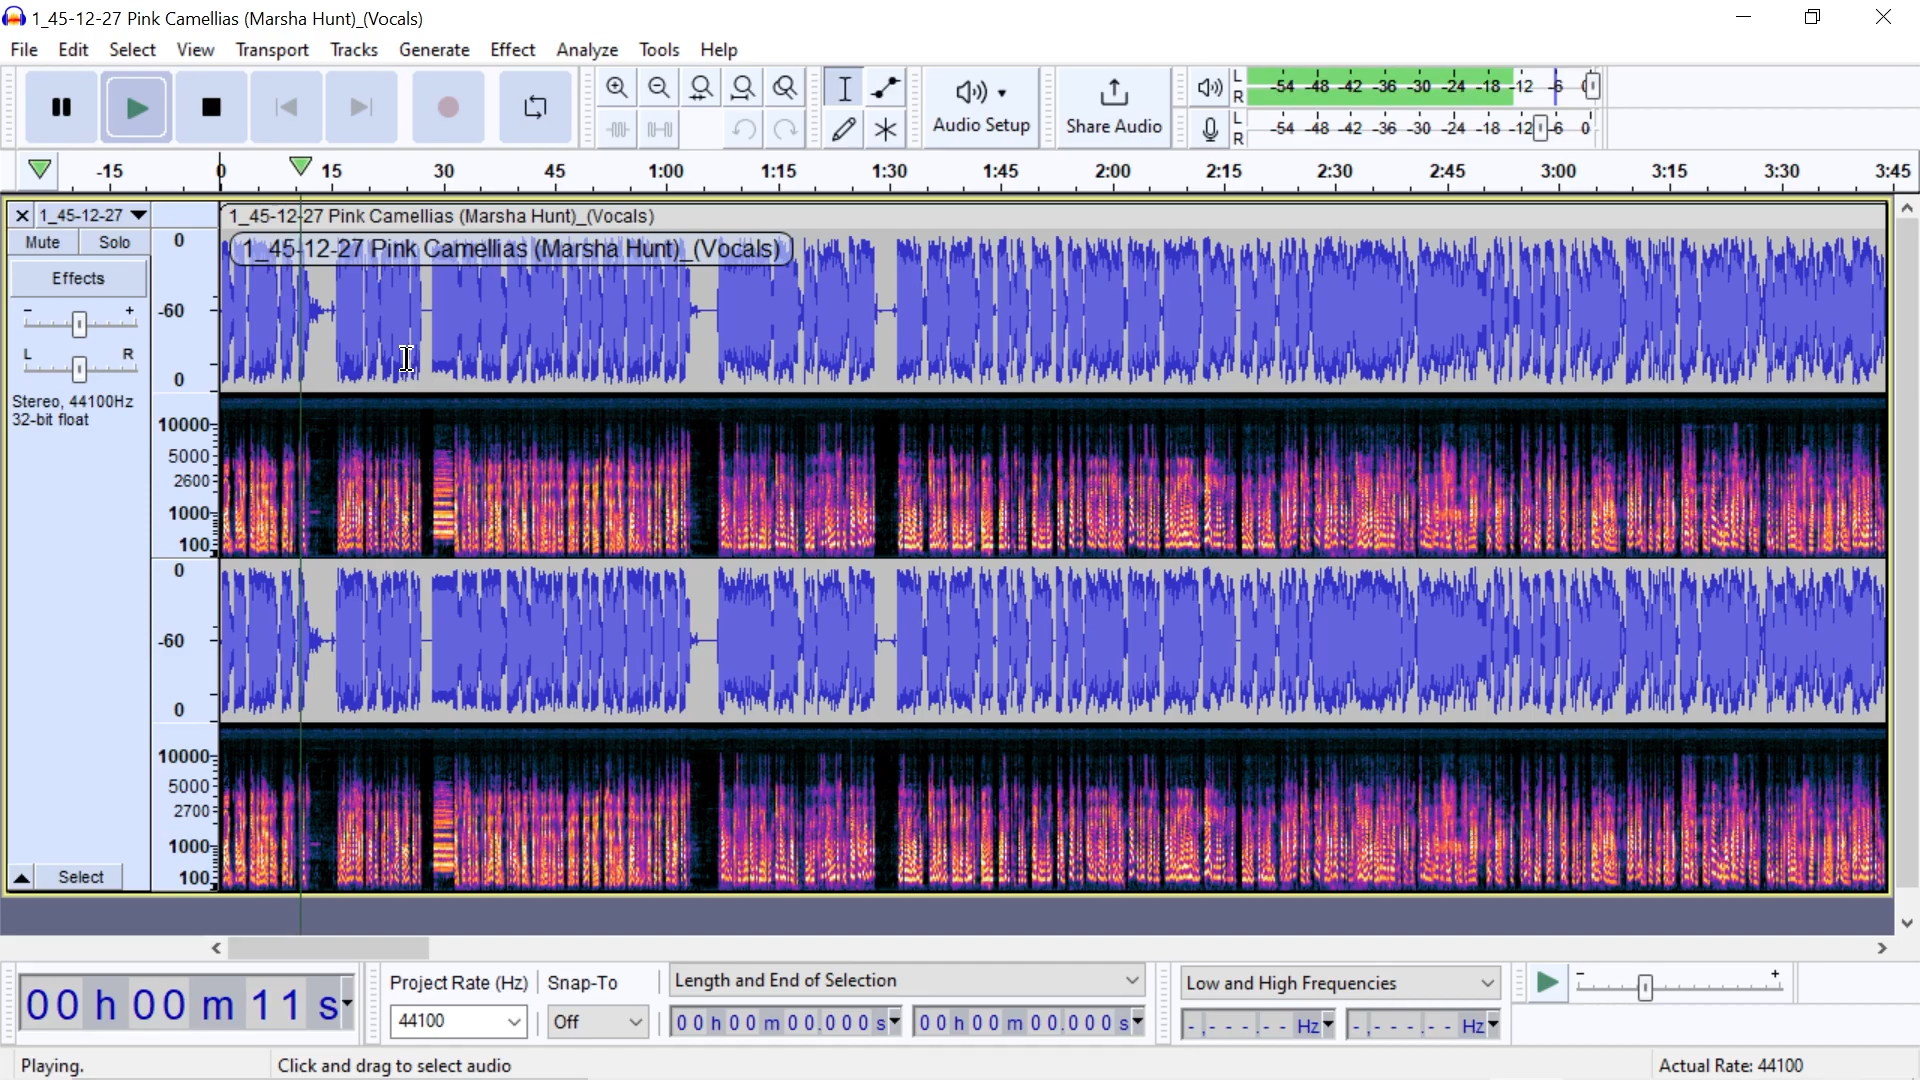 1_45-12-27 Pink Camellias (Marsha Hunt)_(Vocals)
File Edit Select View Transport Tracks Generate Effect Analyze Tools Help
Audio Setup
Share Audio
L -54 -48 -42 -36 -30 -24 -18 -12 -6 0
R
L -54 -48 -42 -36 -30 -24 -18 -12 -6 0
R
-15 0 15 30 45 1:00 1:15 1:30 1:45 2:00 2:15 2:30 2:45 3:00 3:15 3:30 3:45
1_45-12-27
1_45-12-27 Pink Camellias (Marsha Hunt)_(Vocals)
Mute Solo
1_45-12-27 Pink Camellias (Marsha Hunt)_(Vocals)
Effects
- +
L R
Stereo, 44100Hz
32-bit float
0
-60
0
10000
5000
2600
1000
100
0
-60
0
10000
5000
2700
1000
100
Select
00 h 00 m 11 s
Project Rate (Hz)
44100
Snap-To
Off
Length and End of Selection
00 h 00 m 00.000 s 00 h 00 m 00.000 s
Low and High Frequencies
-,---.-- Hz -,---.-- Hz
- +
Playing.
Click and drag to select audio
Actual Rate: 44100